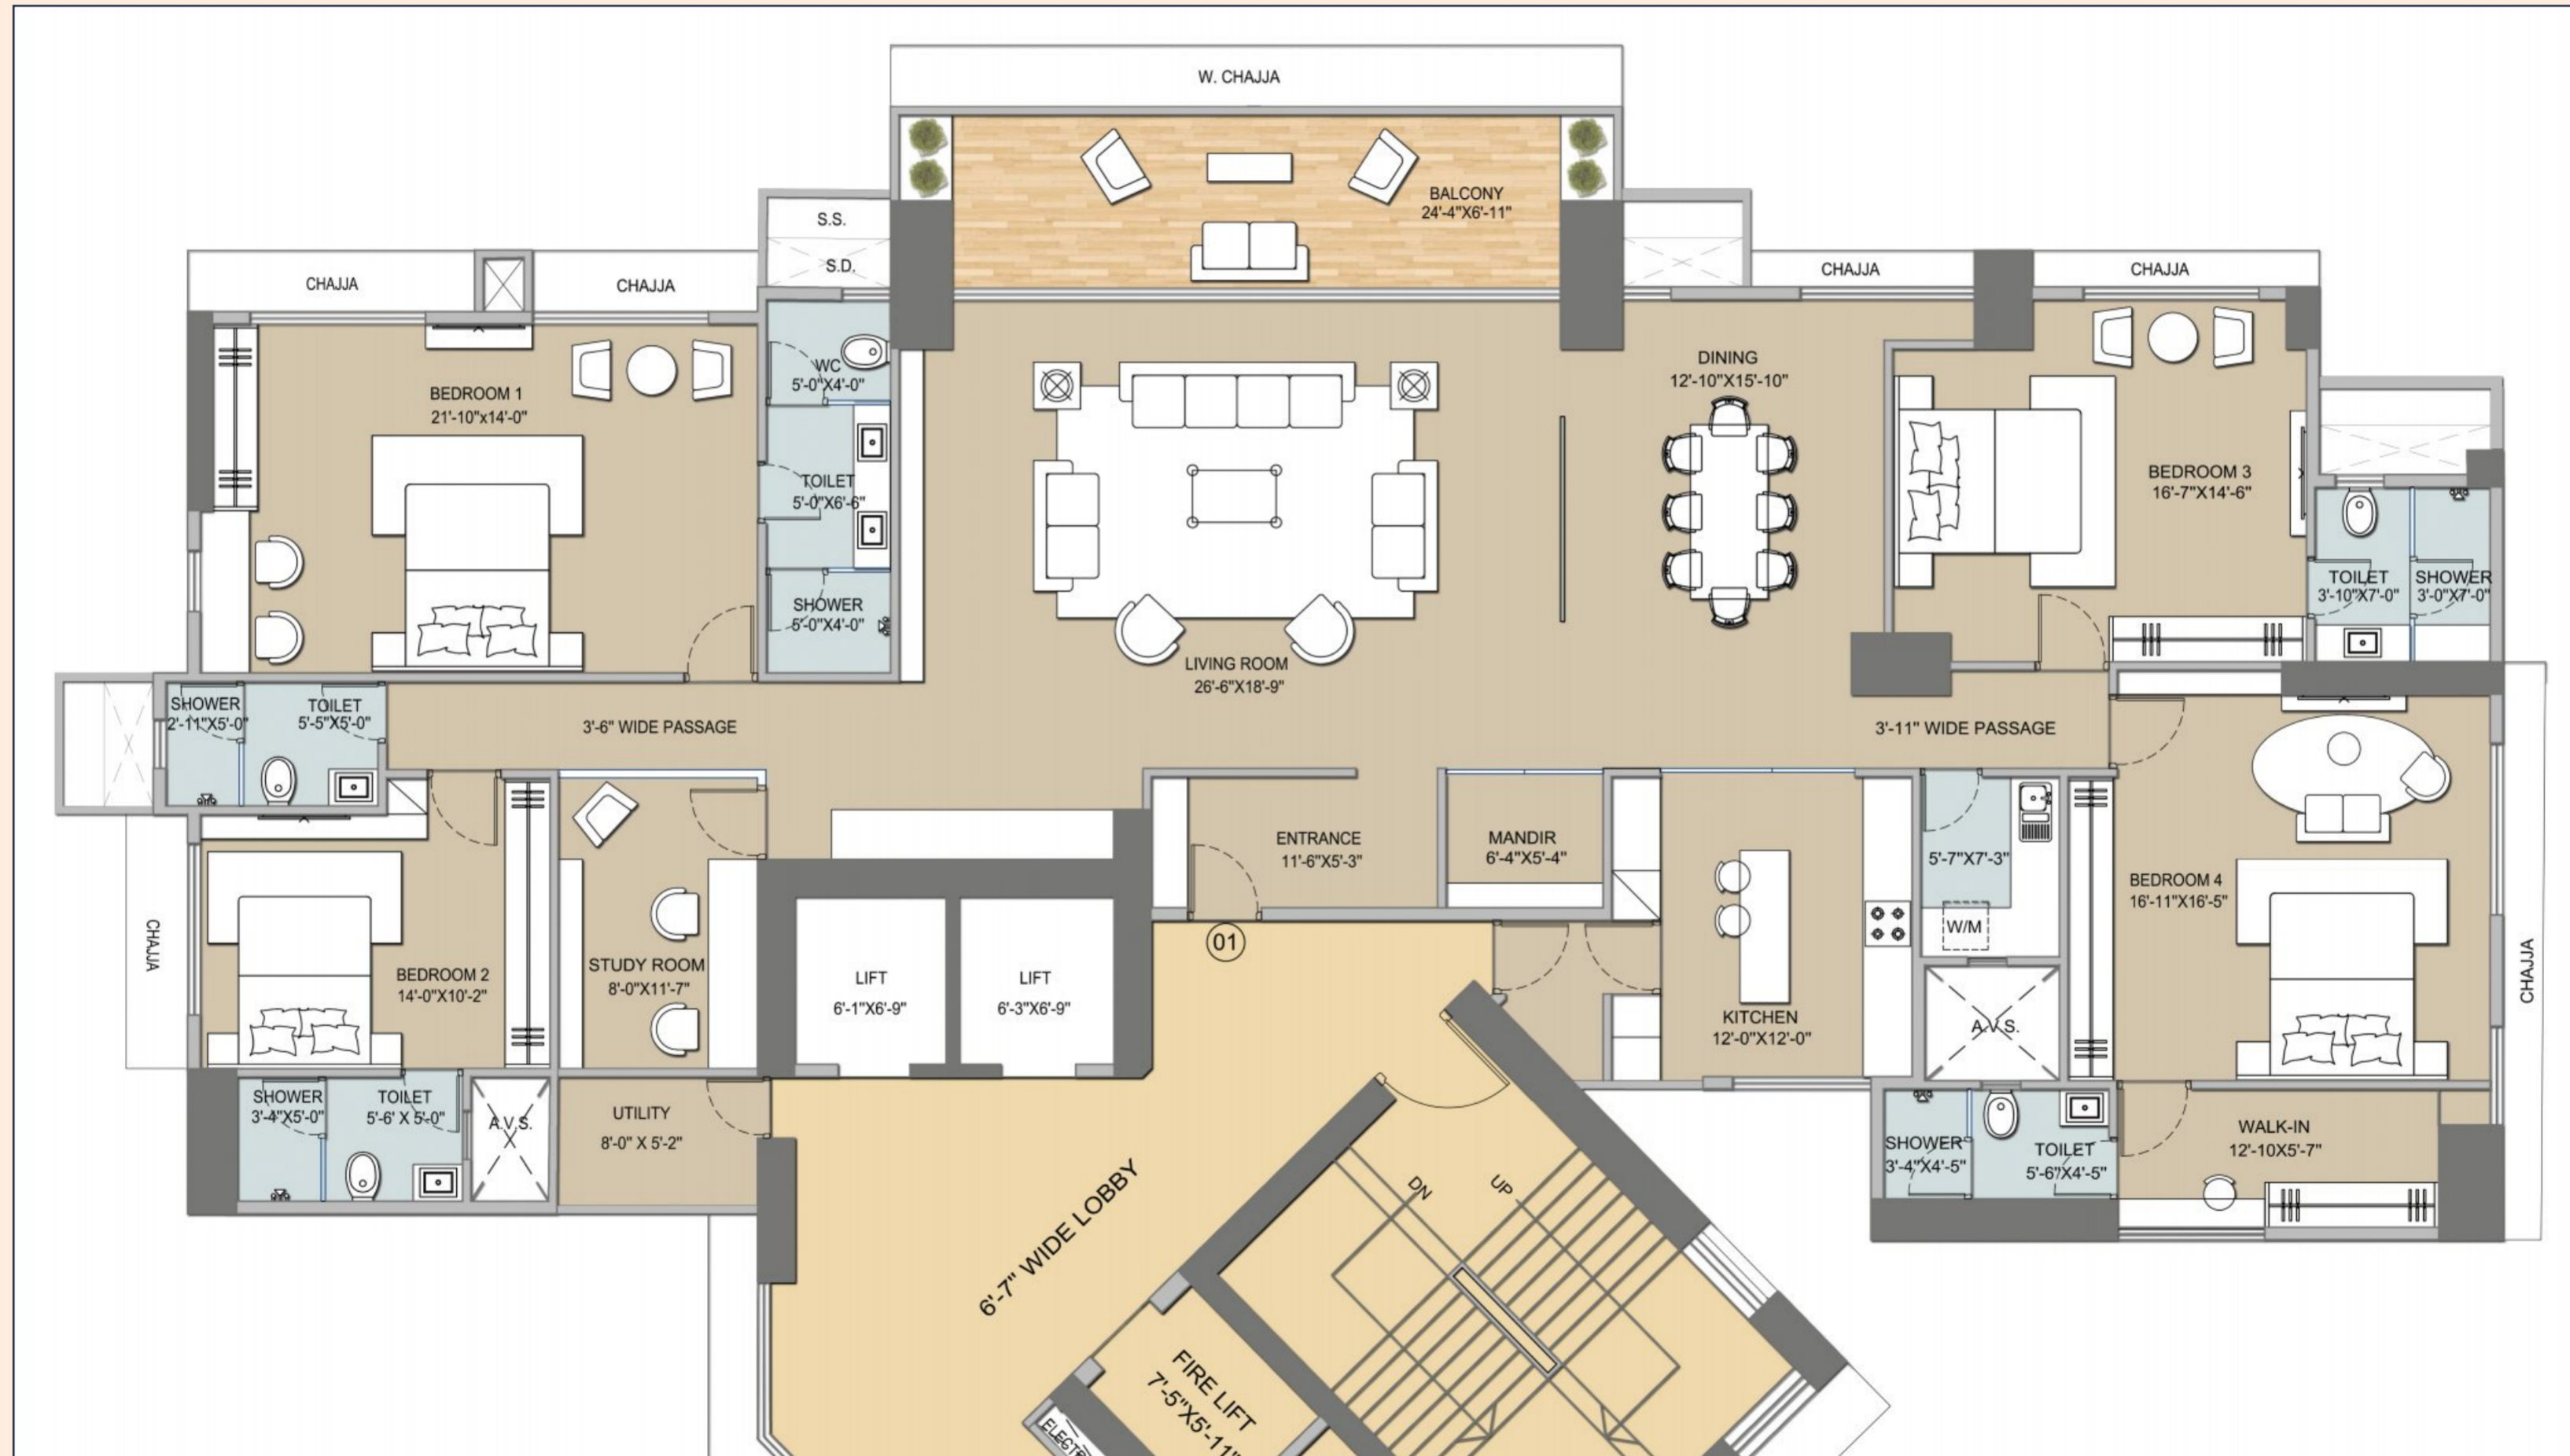 W. CHAJJA
BALCONY
24'-4"X6'-11"
S.S.
S.D.
CHAJJA
CHAJJA
CHAJJA
CHAJJA
BEDROOM 1
21'-10"x14'-0"
WC
5'-0"X4'-0"
TOILET
5'-0"X6'-6"
SHOWER
5'-0"X4'-0"
LIVING ROOM
26'-6"X18'-9"
DINING
12'-10"X15'-10"
BEDROOM 3
16'-7"X14'-6"
TOILET
3'-10"X7'-0"
SHOWER
3'-0"X7'-0"
SHOWER
2'-11"X5'-0"
TOILET
5'-5"X5'-0"
3'-6" WIDE PASSAGE
3'-11" WIDE PASSAGE
ENTRANCE
11'-6"X5'-3"
MANDIR
6'-4"X5'-4"
5'-7"X7'-3"
W/M
BEDROOM 4
16'-11"X16'-5"
CHAJJA
CHAJJA
BEDROOM 2
14'-0"X10'-2"
STUDY ROOM
8'-0"X11'-7"
LIFT
6'-1"X6'-9"
LIFT
6'-3"X6'-9"
01
KITCHEN
12'-0"X12'-0"
A.V.S.
SHOWER
3'-4"X5'-0"
TOILET
5'-6' X 5'-0"
A.V.S.
UTILITY
8'-0" X 5'-2"
SHOWER
3'-4"X4'-5"
TOILET
5'-6"X4'-5"
WALK-IN
12'-10X5'-7"
6'-7" WIDE LOBBY
DN
UP
FIRE LIFT
7'-5"X5'-11"